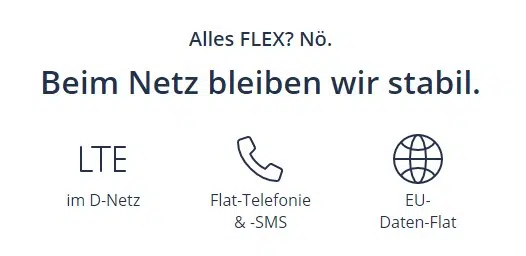 Alles FLEX? Nö.
Beim Netz bleiben wir stabil.
LTE
im D-Netz
Flat-Telefonie
& -SMS
EU-
Daten-Flat